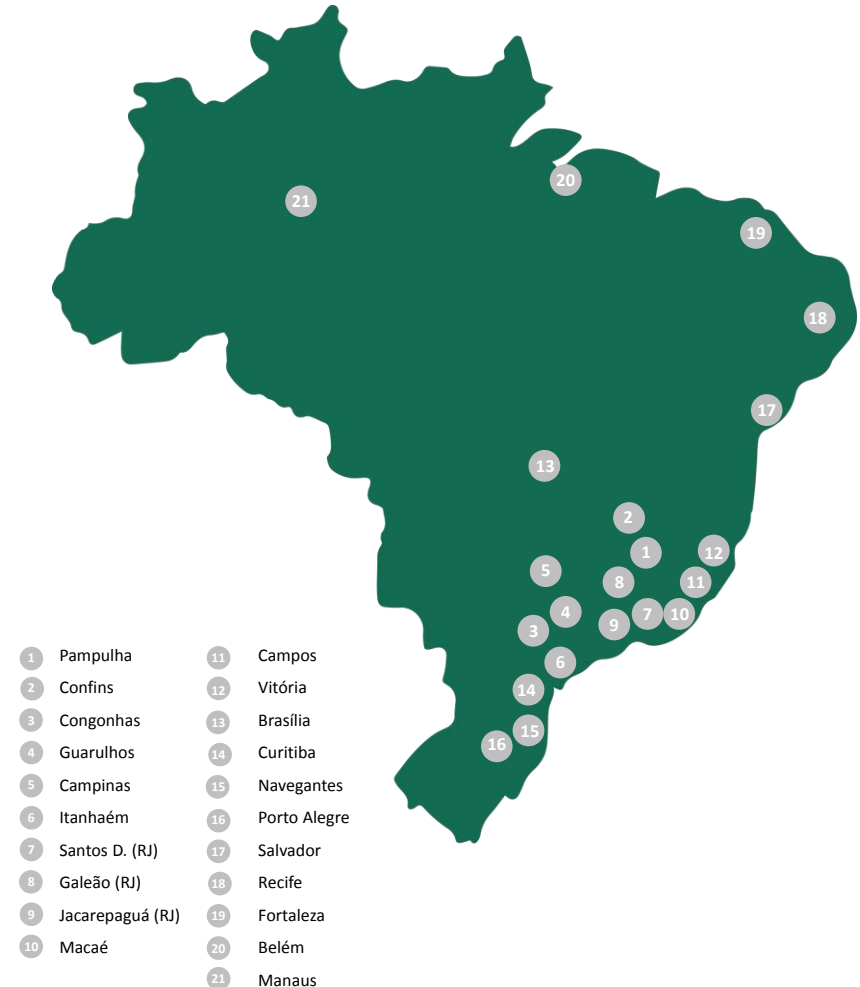 20
21
19
18
17
13
2
1
12
5
8
11
4
7
10
9
3
6
14
15
16
1 Pampulha
2 Confins
3 Congonhas
4 Guarulhos
5 Campinas
6 Itanhaém
7 Santos D. (RJ)
8 Galeão (RJ)
9 Jacarepaguá (RJ)
10 Macaé
11 Campos
12 Vitória
13 Brasília
14 Curitiba
15 Navegantes
16 Porto Alegre
17 Salvador
18 Recife
19 Fortaleza
20 Belém
21 Manaus